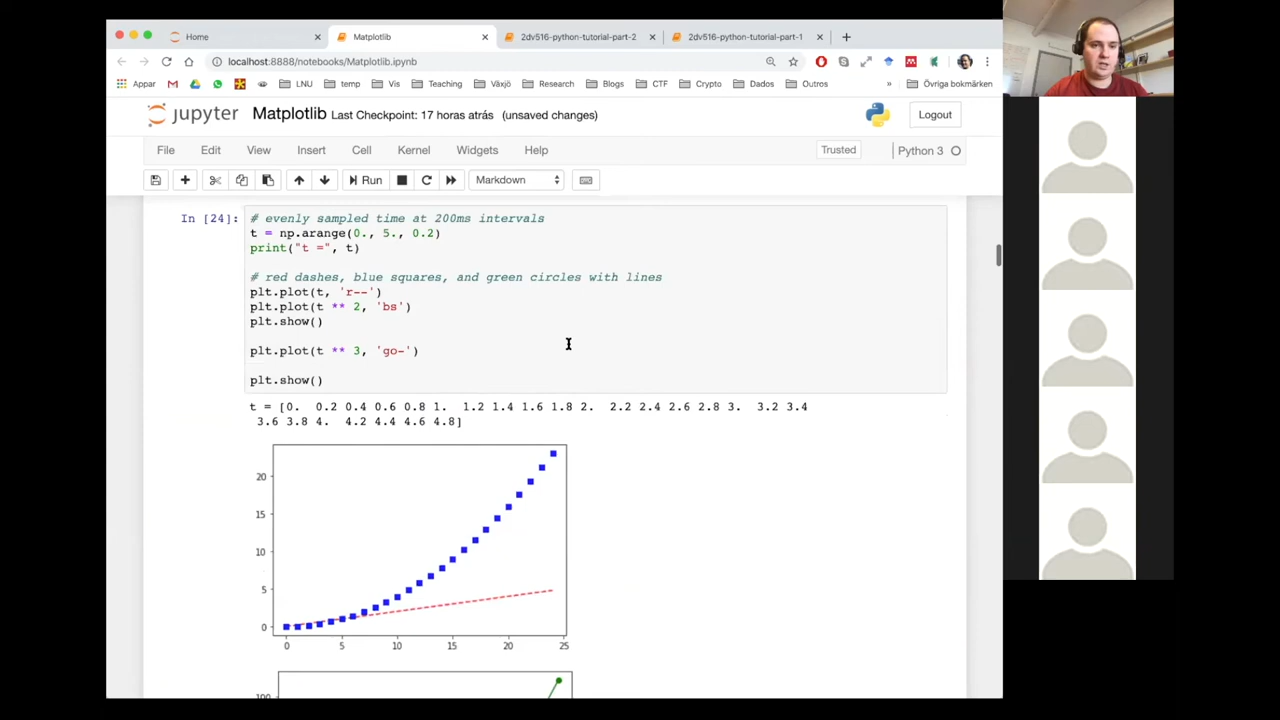 Home
Matplotlib
2dv516-python-tutorial-part-2
2dv516-python-tutorial-part-1
localhost:8888/notebooks/Matplotlib.ipynb
Appar
LNU
temp
Vis
Teaching
Växjö
Research
Blogs
CTF
Crypto
Dados
Outros
Övriga bokmärken
jupyter Matplotlib Last Checkpoint: 17 horas atrás (unsaved changes)
Logout
File Edit View Insert Cell Kernel Widgets Help
Trusted
Python 3
Run
Markdown
In [24]:
# evenly sampled time at 200ms intervals
t = np.arange(0., 5., 0.2)
print("t =", t)
# red dashes, blue squares, and green circles with lines
plt.plot(t, 'r--')
plt.plot(t ** 2, 'bs')
plt.show()
plt.plot(t ** 3, 'go-')
plt.show()
t = [0. 0.2 0.4 0.6 0.8 1. 1.2 1.4 1.6 1.8 2. 2.2 2.4 2.6 2.8 3. 3.2 3.4
3.6 3.8 4. 4.2 4.4 4.6 4.8]
20
15
10
5
0
0 5 10 15 20 25
100